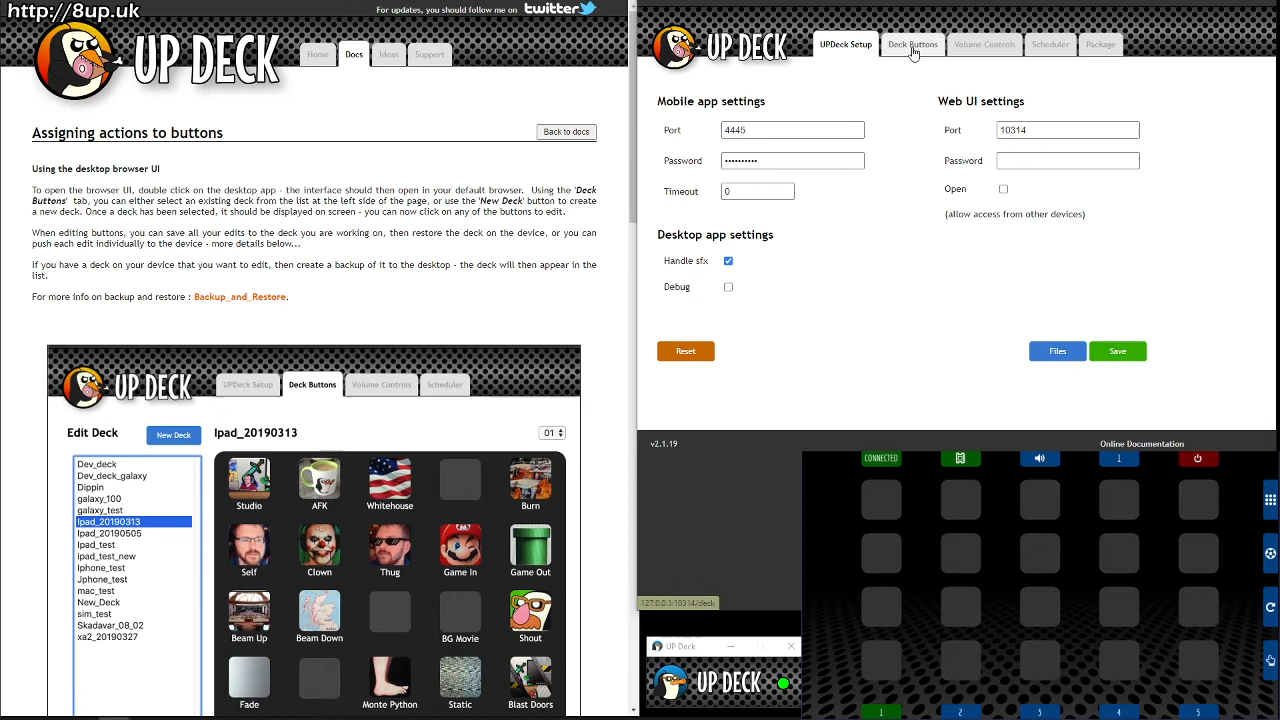 http://8up.uk
For updates, you should follow me on twitter
UP DECK
Home Docs Ideas Support
Assigning actions to buttons
Back to docs
Using the desktop browser UI
To open the browser UI, double click on the desktop app - the interface should then open in your default browser. Using the 'Deck
Buttons' tab, you can either select an existing deck from the list at the left side of the page, or use the 'New Deck' button to create
a new deck. Once a deck has been selected, it should be displayed on screen - you can now click on any of the buttons to edit.
When editing buttons, you can save all your edits to the deck you are working on, then restore the deck on the device, or you can
push each edit individually to the device - more details below...
If you have a deck on your device that you want to edit, then create a backup of it to the desktop - the deck will then appear in the
list.
For more info on backup and restore : Backup_and_Restore.
UP DECK
UPDeck Setup Deck Buttons Volume Controls Scheduler
Edit Deck
New Deck
Ipad_20190313
01
Dev_deck
Dev_deck_galaxy
Dippin
galaxy_100
galaxy_test
Ipad_20190313
Ipad_20190505
Ipad_test
ipad_test_new
Iphone_test
Jphone_test
mac_test
New_Deck
sim_test
Skadavar_08_02
xa2_20190327
Studio AFK Whitehouse Burn
Self Clown Thug Game In Game Out
Beam Up Beam Down BG Movie Shout
Fade Monte Python Static Blast Doors
UP DECK
UPDeck Setup Deck Buttons Volume Controls Scheduler Package
Mobile app settings
Port 4445
Password ••••••••••
Timeout 0
Web UI settings
Port 10314
Password
Open
(allow access from other devices)
Desktop app settings
Handle sfx
Debug
Reset
Files
Save
v2.1.19
Online Documentation
127.0.0.1:10314/deck
UP Deck
UP DECK
CONNECTED
1
1 2 3 4 5